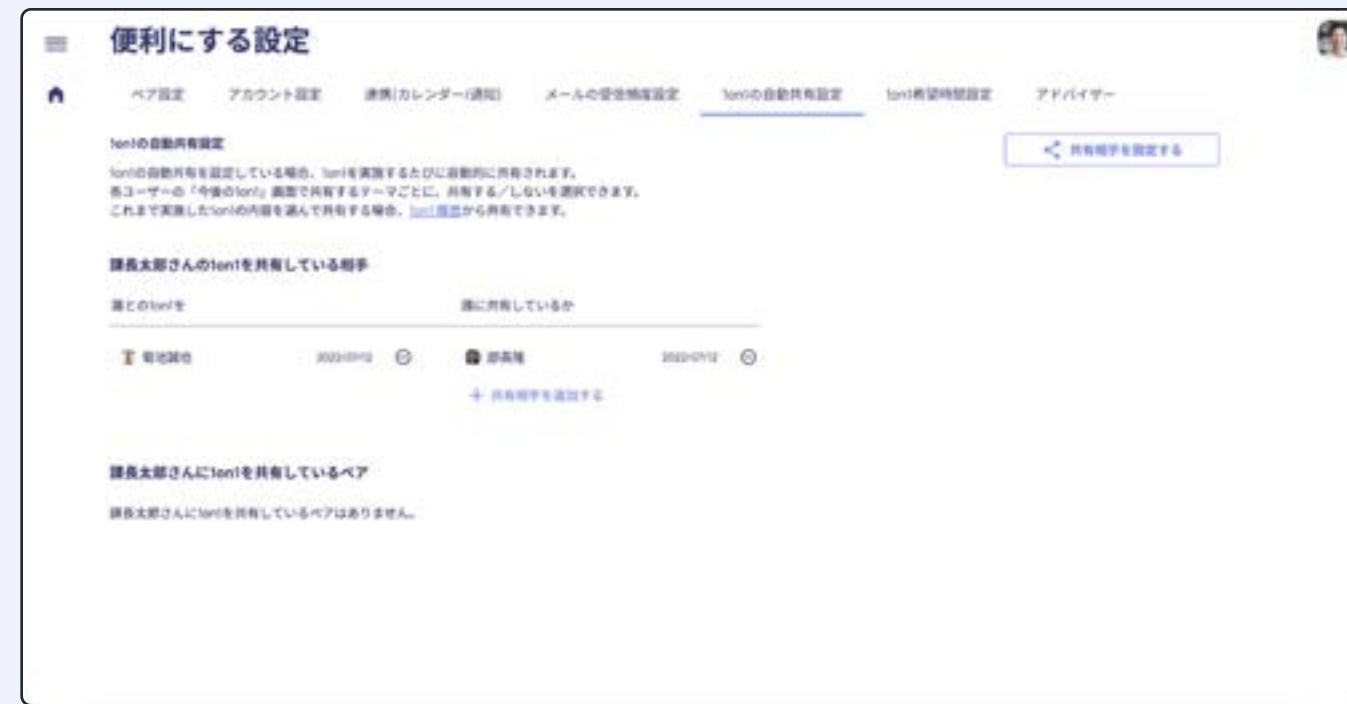 便利にする設定
ペア設定 アカウント設定 連携(カレンダー/通知) メールの受信頻度設定 1on1の自動共有設定 1on1希望時間設定 アドバイザー
1on1の自動共有設定
共有相手を設定する
1on1の自動共有を設定している場合、1on1を実施するたびに自動的に共有されます。
各ユーザーの「今後の1on1」画面で共有するテーマごとに、共有する/しないを選択できます。
これまで実施した1on1の内容を選んで共有する場合、1on1履歴から共有できます。
課長太郎さんの1on1を共有している相手
誰との1on1を 誰に共有しているか
菊池誠也 部長隆
+ 共有相手を追加する
課長太郎さんに1on1を共有しているペア
課長太郎さんに1on1を共有しているペアはありません。